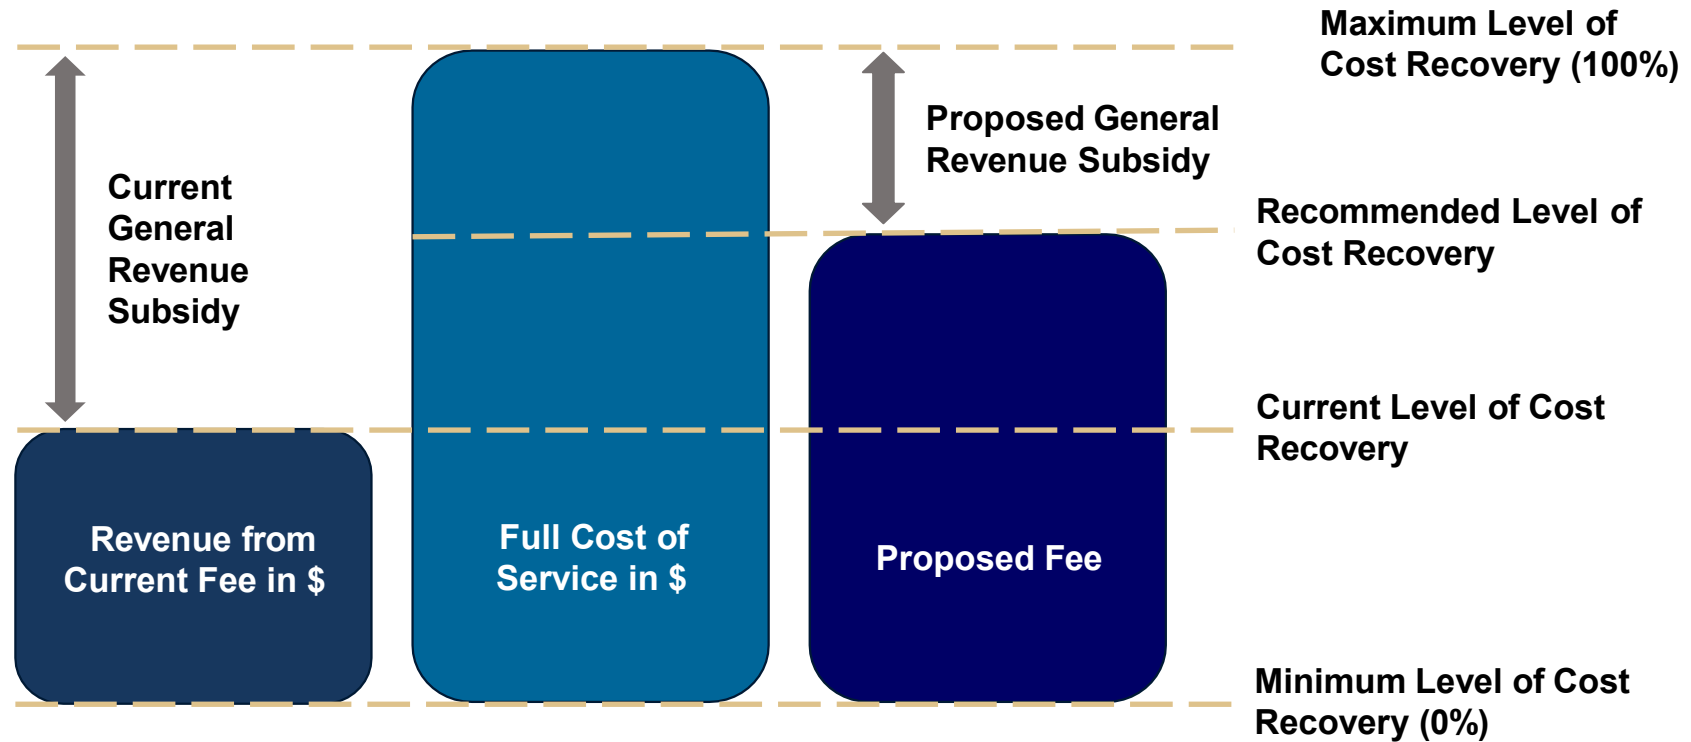 Maximum Level of
Cost Recovery (100%)
Proposed General
Revenue Subsidy
Current
General
Revenue
Subsidy
Recommended Level of
Cost Recovery
Current Level of Cost
Recovery
Revenue from
Current Fee in $
Full Cost of
Service in $
Proposed Fee
Minimum Level of Cost
Recovery (0%)